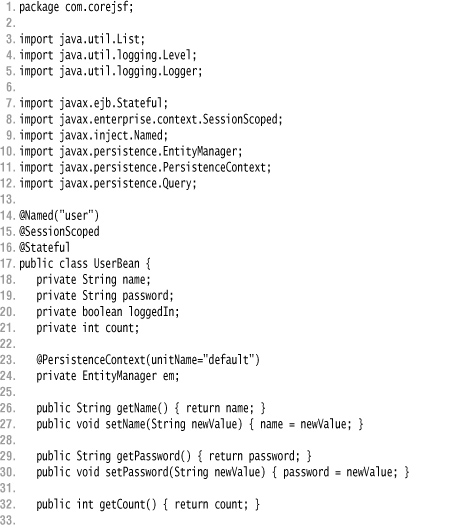 1. package com.corejsf;
2.
3. import java.util.List;
4. import java.util.logging.Level;
5. import java.util.logging.Logger;
6.
7. import javax.ejb.Stateful;
8. import javax.enterprise.context.SessionScoped;
9. import javax.inject.Named;
10. import javax.persistence.EntityManager;
11. import javax.persistence.PersistenceContext;
12. import javax.persistence.Query;
13.
14. @Named("user")
15. @SessionScoped
16. @Stateful
17. public class UserBean {
18.    private String name;
19.    private String password;
20.    private boolean loggedIn;
21.    private int count;
22.
23.    @PersistenceContext(unitName="default")
24.    private EntityManager em;
25.
26.    public String getName() { return name; }
27.    public void setName(String newValue) { name = newValue; }
28.
29.    public String getPassword() { return password; }
30.    public void setPassword(String newValue) { password = newValue; }
31.
32.    public int getCount() { return count; }
33.